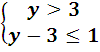 y > 3
y − 3 ≤ 1